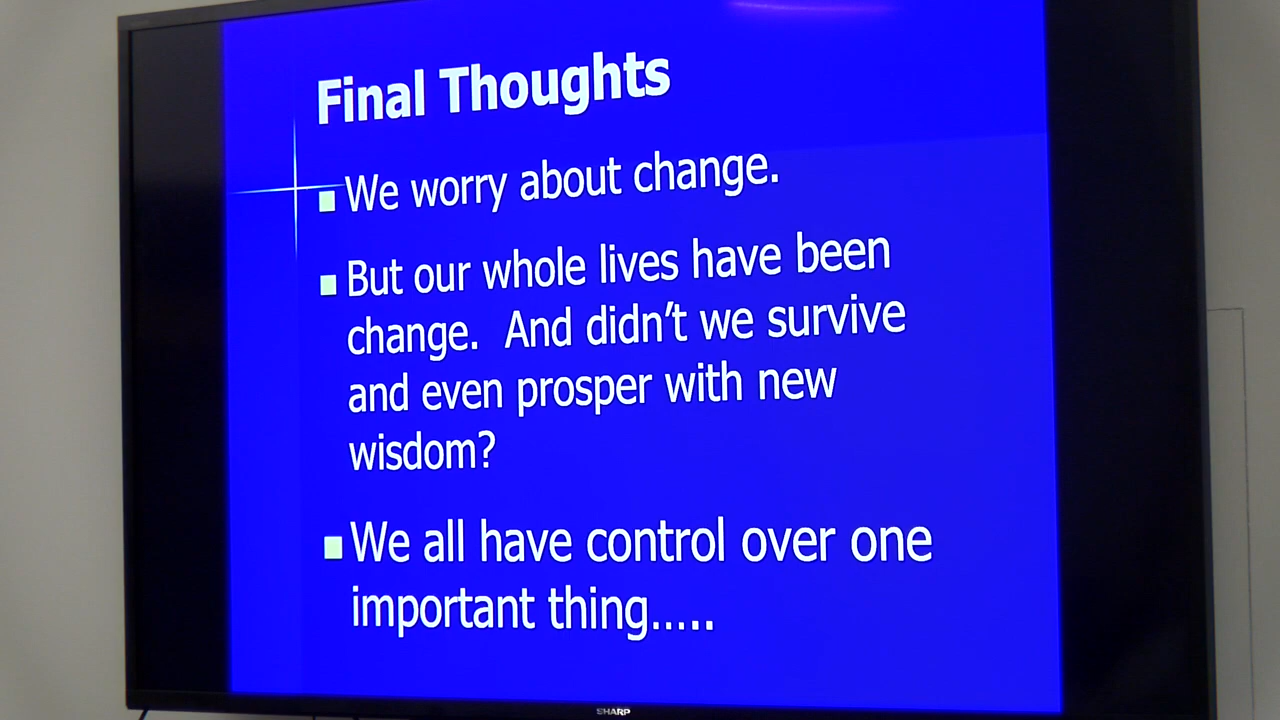 Final Thoughts
We worry about change.
But our whole lives have been
change. And didn't we survive
and even prosper with new
wisdom?
We all have control over one
important thing.....
SHARP